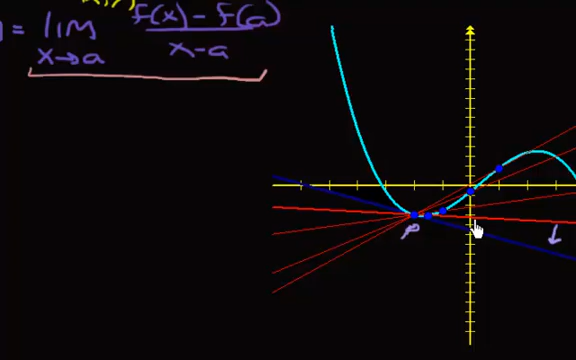 = lim f(x) - f(a)
x→a x-a
P